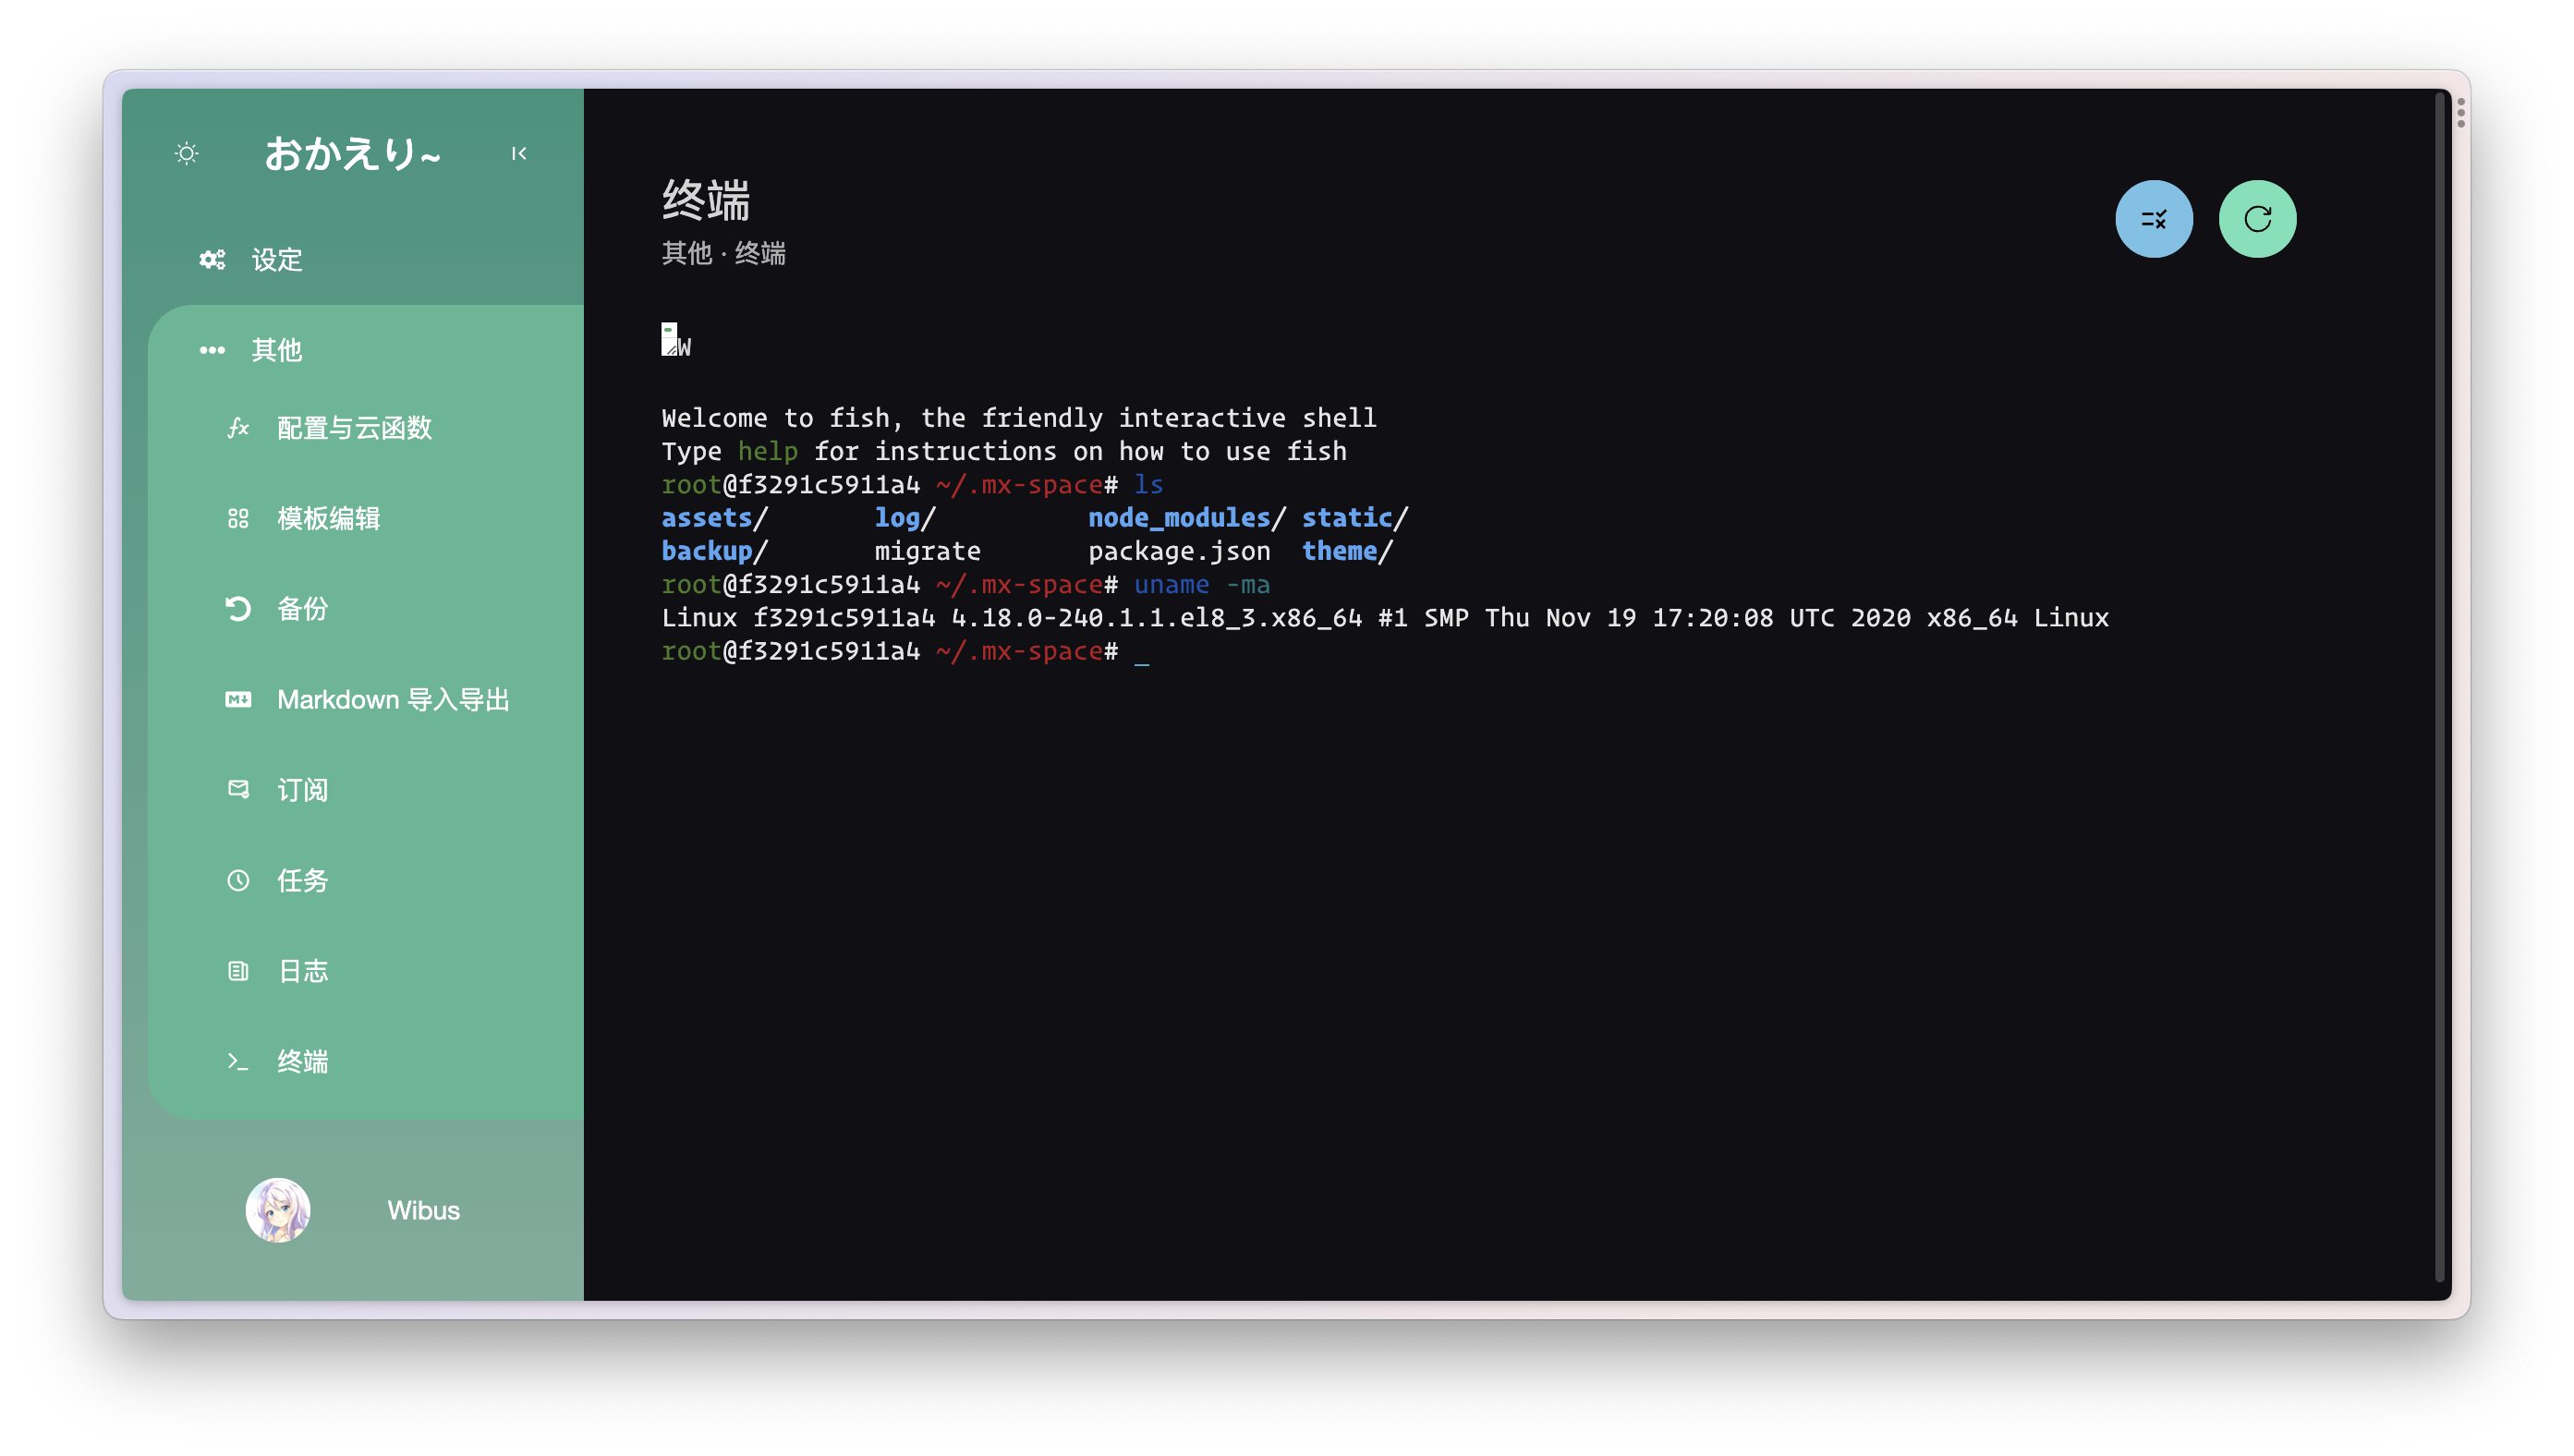 おかえり~
设定
其他
配置与云函数
模板编辑
备份
Markdown 导入导出
订阅
任务
日志
终端
Wibus
终端
其他 · 终端
W
Welcome to fish, the friendly interactive shell
Type help for instructions on how to use fish
root@f3291c5911a4 ~/.mx-space# ls
assets/       log/          node_modules/ static/
backup/       migrate       package.json  theme/
root@f3291c5911a4 ~/.mx-space# uname -ma
Linux f3291c5911a4 4.18.0-240.1.1.el8_3.x86_64 #1 SMP Thu Nov 19 17:20:08 UTC 2020 x86_64 Linux
root@f3291c5911a4 ~/.mx-space# _